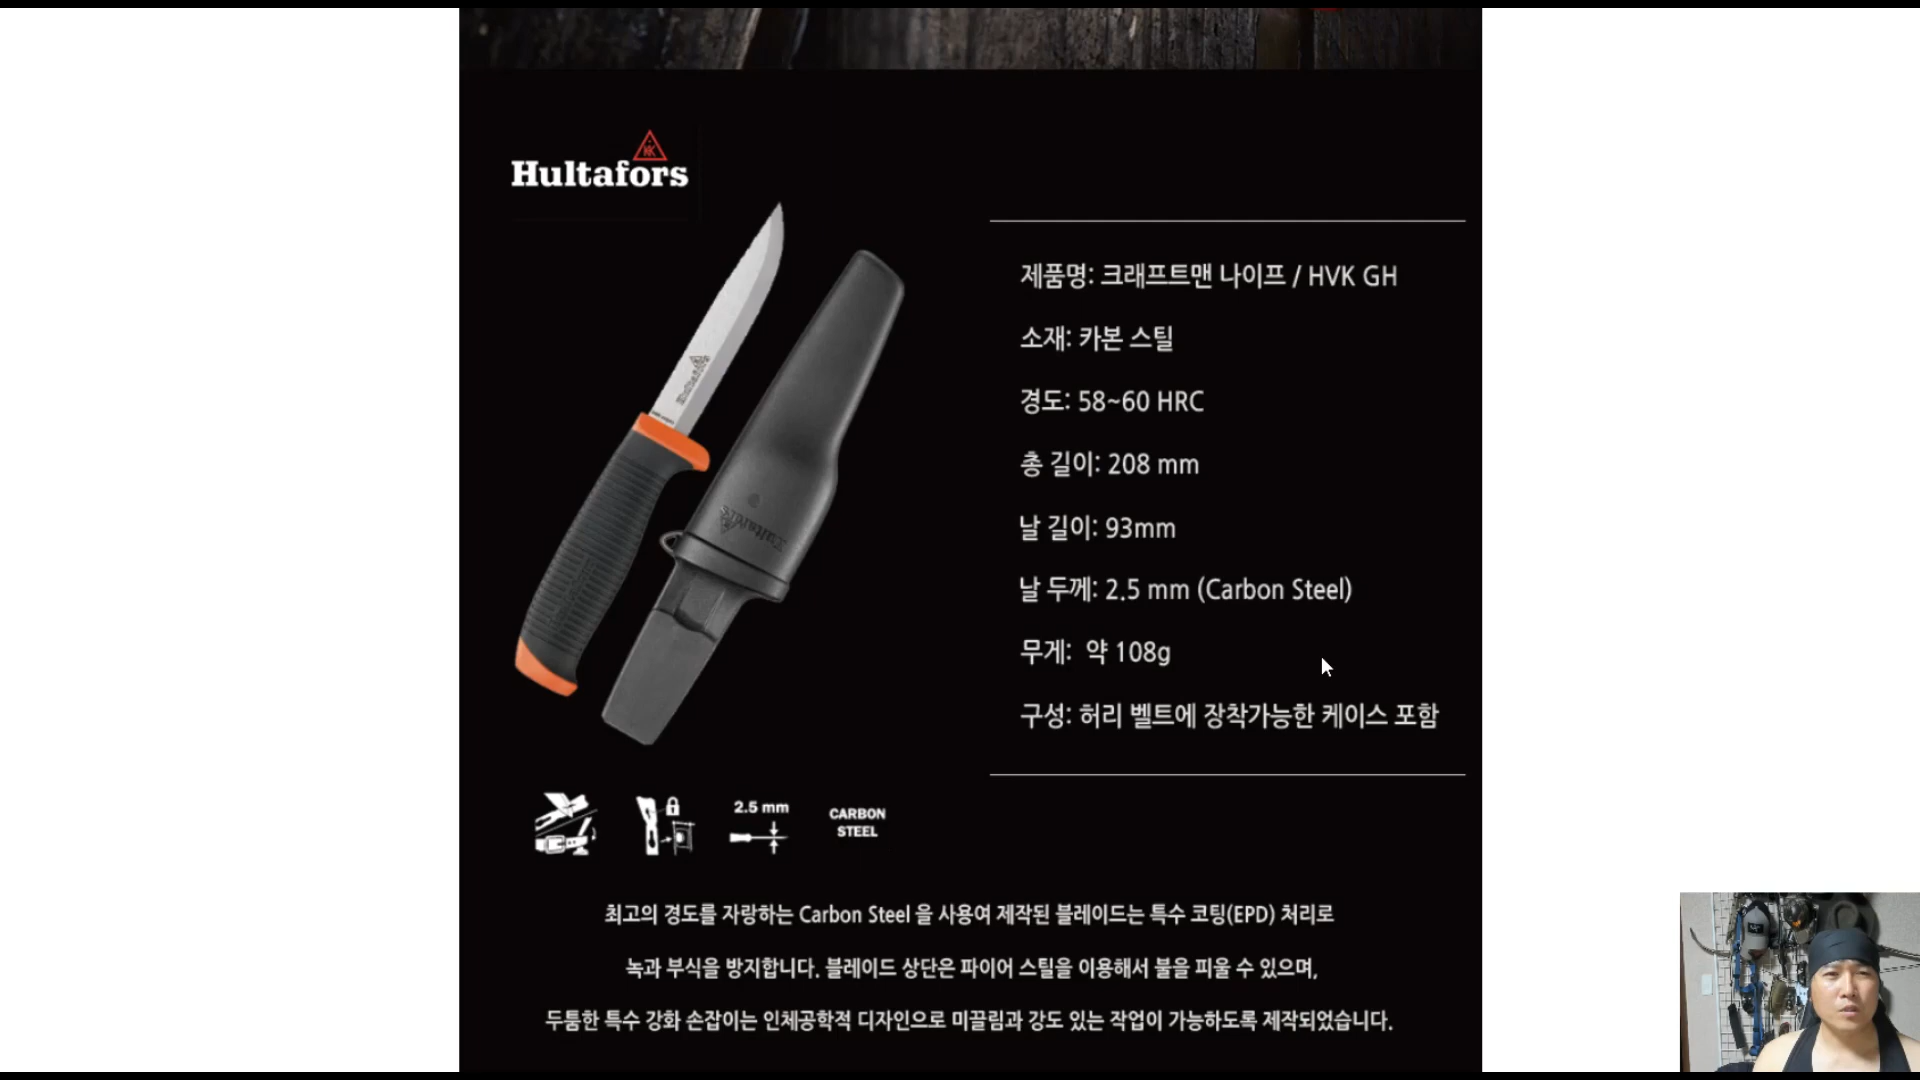 Hultafors
제품명: 크래프트맨 나이프 / HVK GH
소재: 카본 스틸
경도: 58~60 HRC
총 길이: 208 mm
날 길이: 93mm
날 두께: 2.5 mm (Carbon Steel)
무게: 약 108g
구성: 허리 벨트에 장착가능한 케이스 포함
Hultafors
2.5 mm
CARBON
STEEL
최고의 경도를 자랑하는 Carbon Steel 을 사용여 제작된 블레이드는 특수 코팅(EPD) 처리로
녹과 부식을 방지합니다. 블레이드 상단은 파이어 스틸을 이용해서 불을 피울 수 있으며,
두툼한 특수 강화 손잡이는 인체공학적 디자인으로 미끌림과 강도 있는 작업이 가능하도록 제작되었습니다.